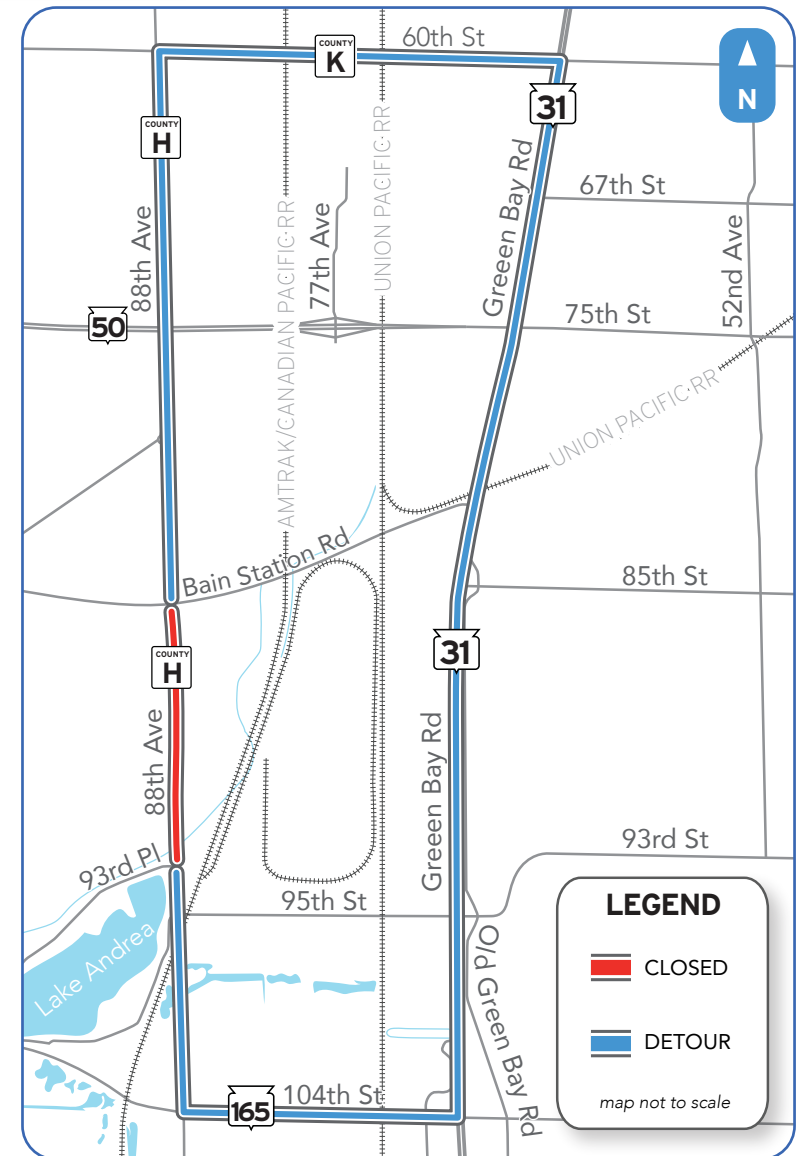 60th St
COUNTY
K
N
31
COUNTY
H
67th St
Greeen Bay Rd
UNION PACIFIC RR
88th Ave
77th Ave
52nd Ave
AMTRAK/CANADIAN PACIFIC RR
50
75th St
UNION PACIFIC RR
Bain Station Rd
85th St
31
COUNTY
H
88th Ave
Greeen Bay Rd
93rd St
93rd Pl
95th St
LEGEND
CLOSED
DETOUR
map not to scale
Lake Andrea
Old Green Bay Rd
165
104th St